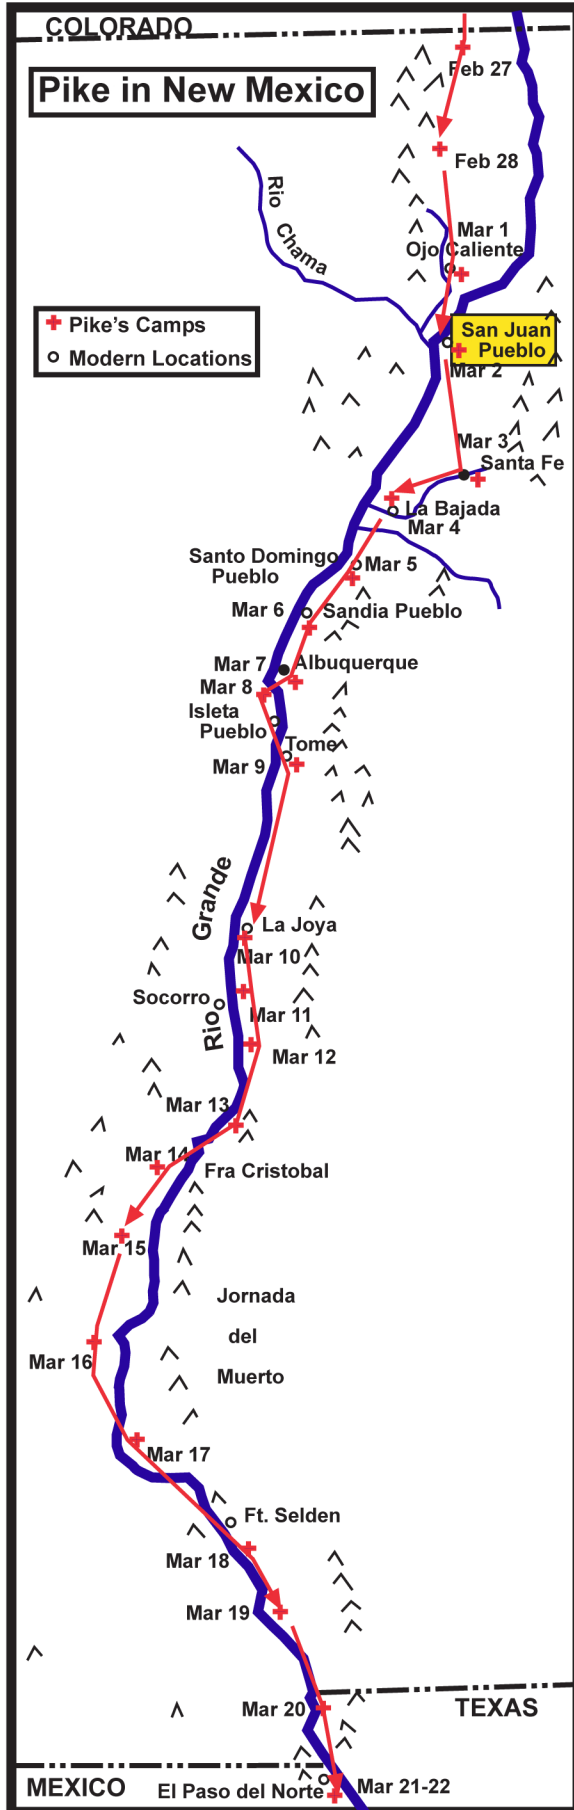 COLORADO
Pike in New Mexico
Feb 27
Feb 28
Rio
Chama
Mar 1
Ojo Caliente
Pike's Camps
Modern Locations
San Juan
Pueblo
Mar 2
Mar 3
Santa Fe
La Bajada
Mar 4
Santo Domingo
Pueblo
Mar 5
Mar 6
Sandia Pueblo
Mar 7
Albuquerque
Mar 8
Isleta
Pueblo
Tome
Mar 9
Grande
La Joya
Mar 10
Socorro
Rio
Mar 11
Mar 12
Mar 13
Mar 14
Fra Cristobal
Mar 15
Jornada
del
Muerto
Mar 16
Mar 17
Ft. Selden
Mar 18
Mar 19
Mar 20
TEXAS
MEXICO
El Paso del Norte
Mar 21-22